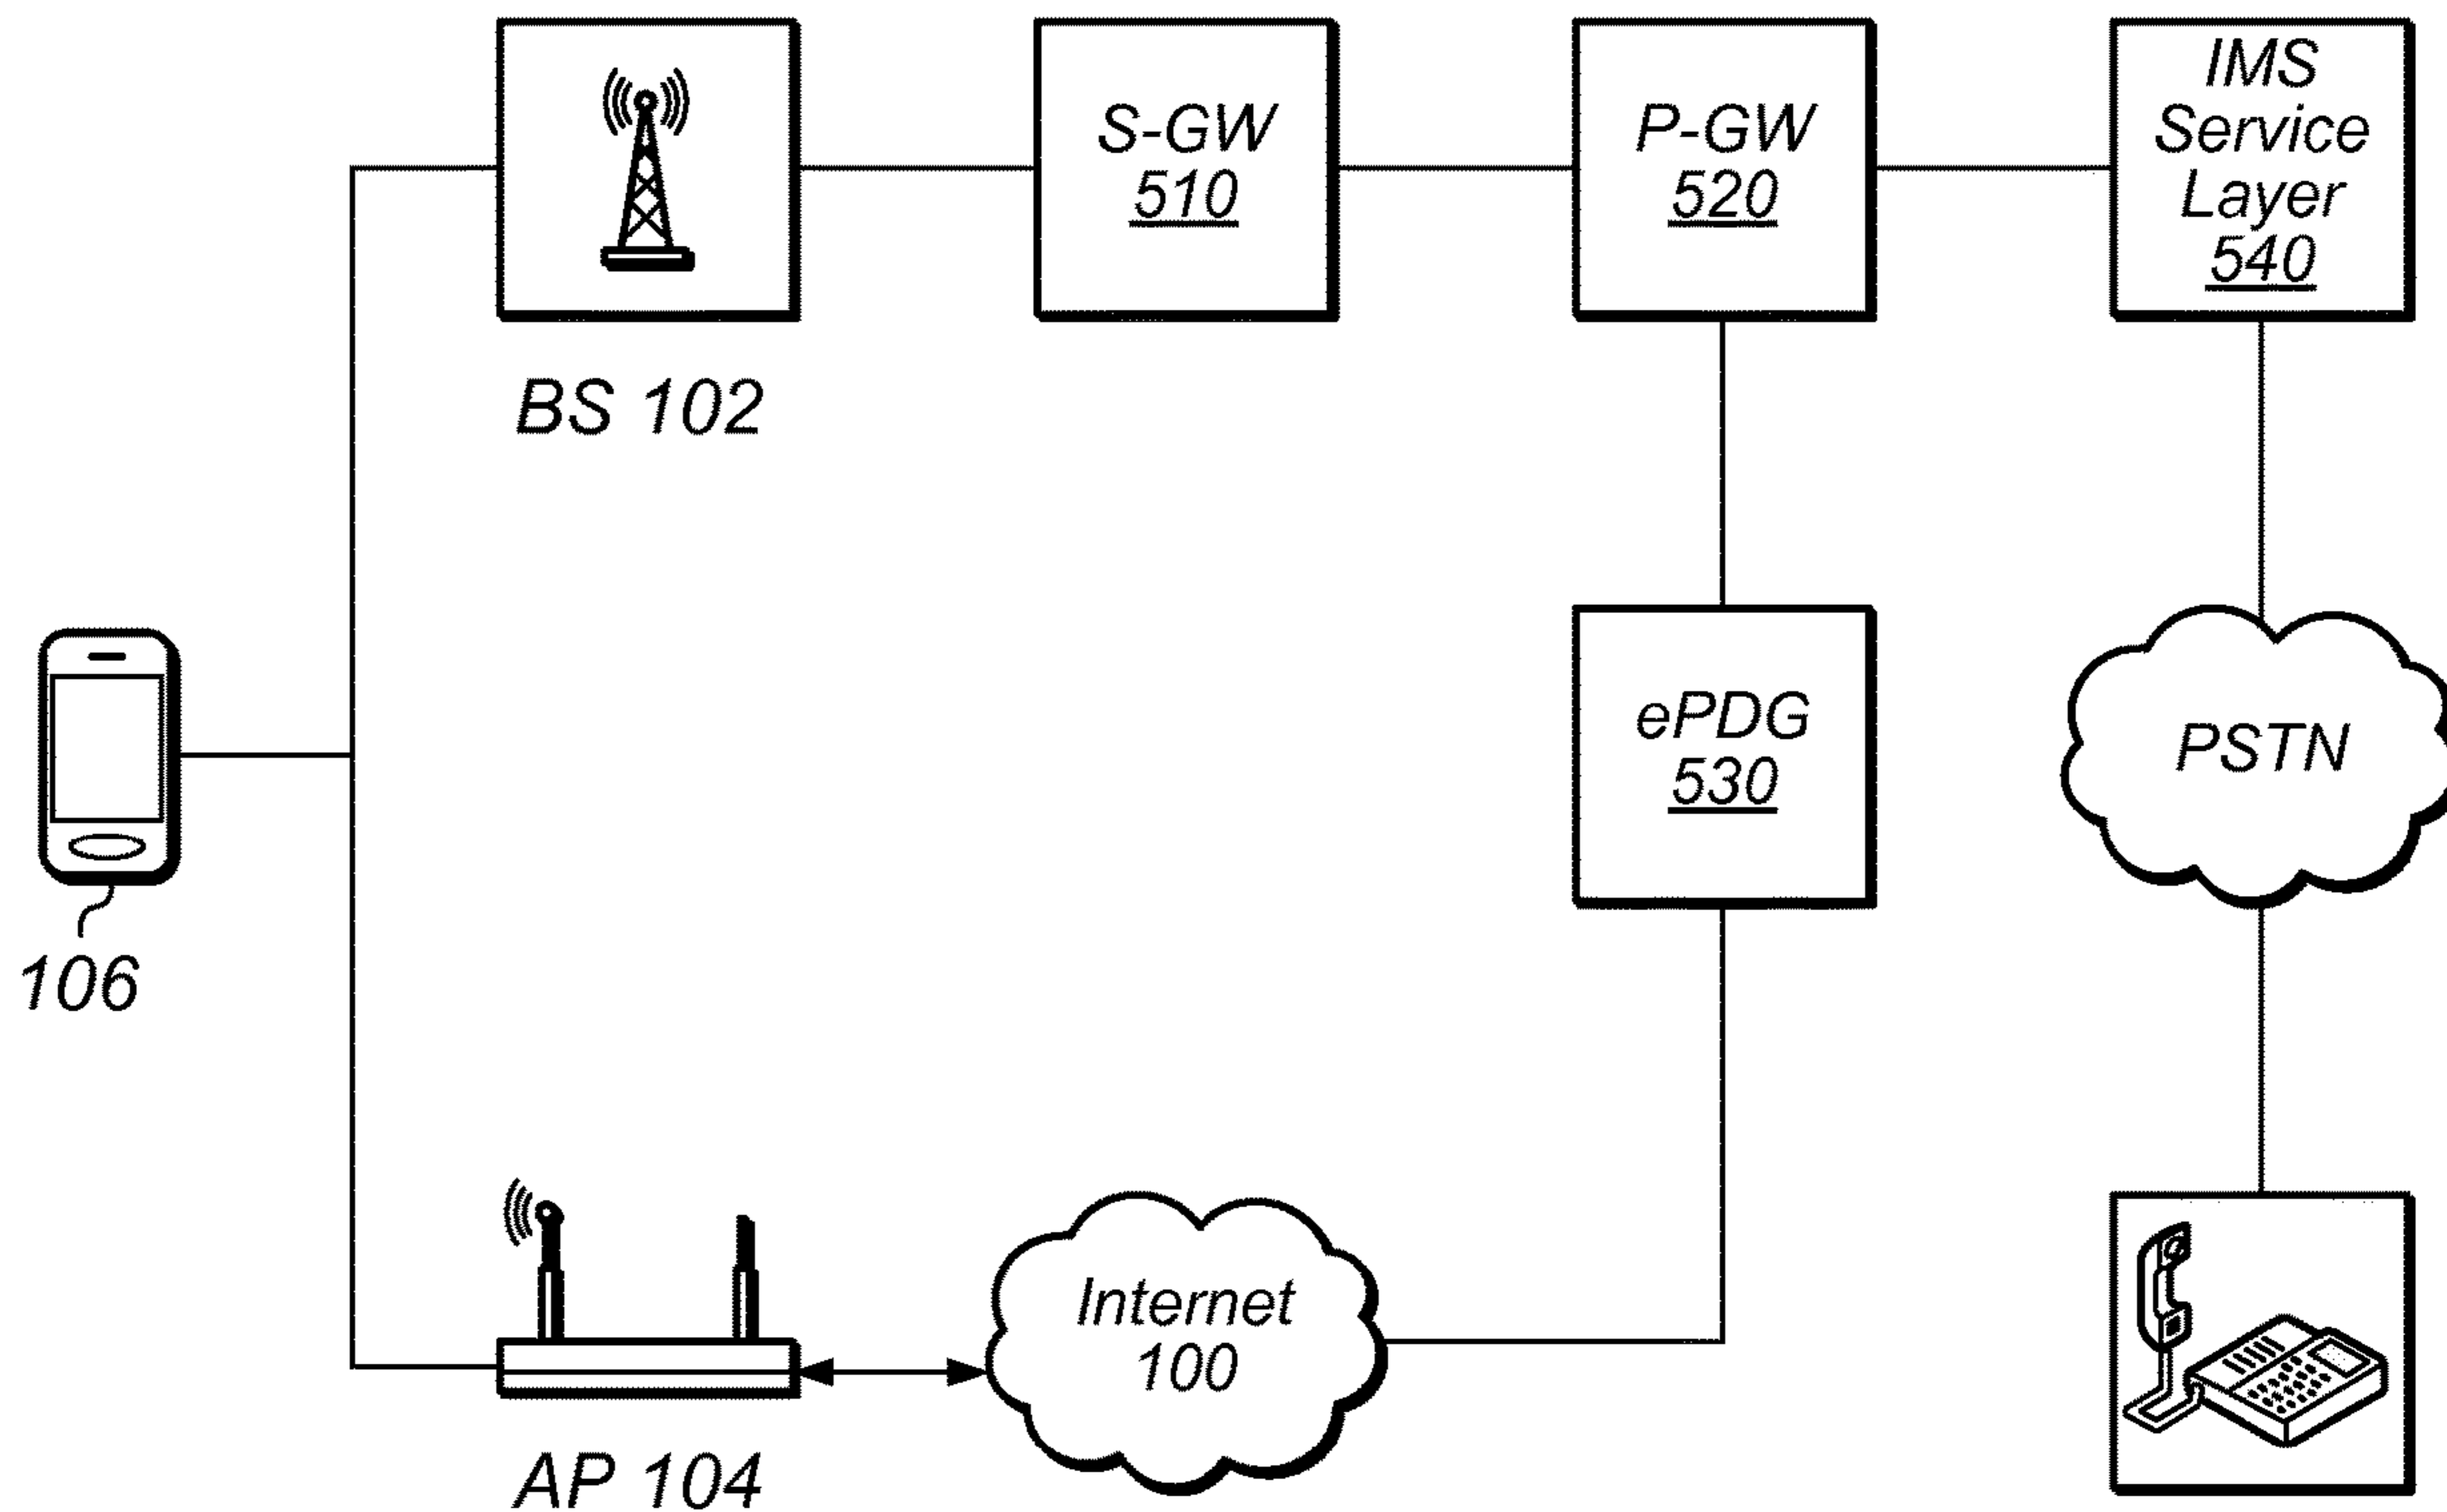 S-GW
510
P-GW
520
IMS
Service
Layer
540
BS 102
ePDG
530
PSTN
106
Internet
100
AP 104